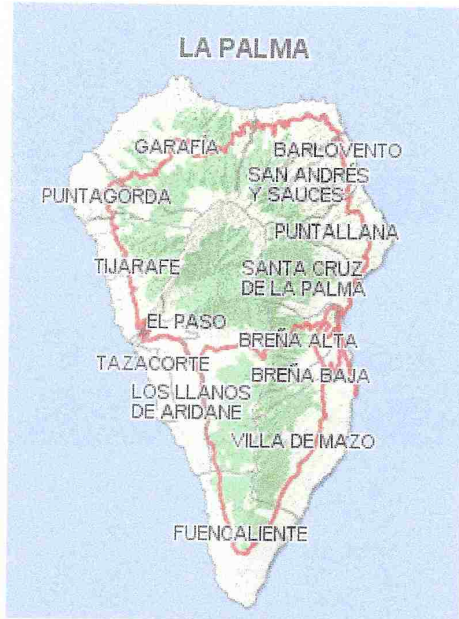 LA PALMA
GARAFÍA
BARLOVENTO
SAN ANDRÉS
Y SAUCES
PUNTAGORDA
PUNTALLANA
TIJARAFE
SANTA CRUZ
DE LA PALMA
EL PASO
BREÑA ALTA
TAZACORTE
BREÑA BAJA
LOS LLANOS
DE ARIDANE
VILLA DE MAZO
FUENCALIENTE